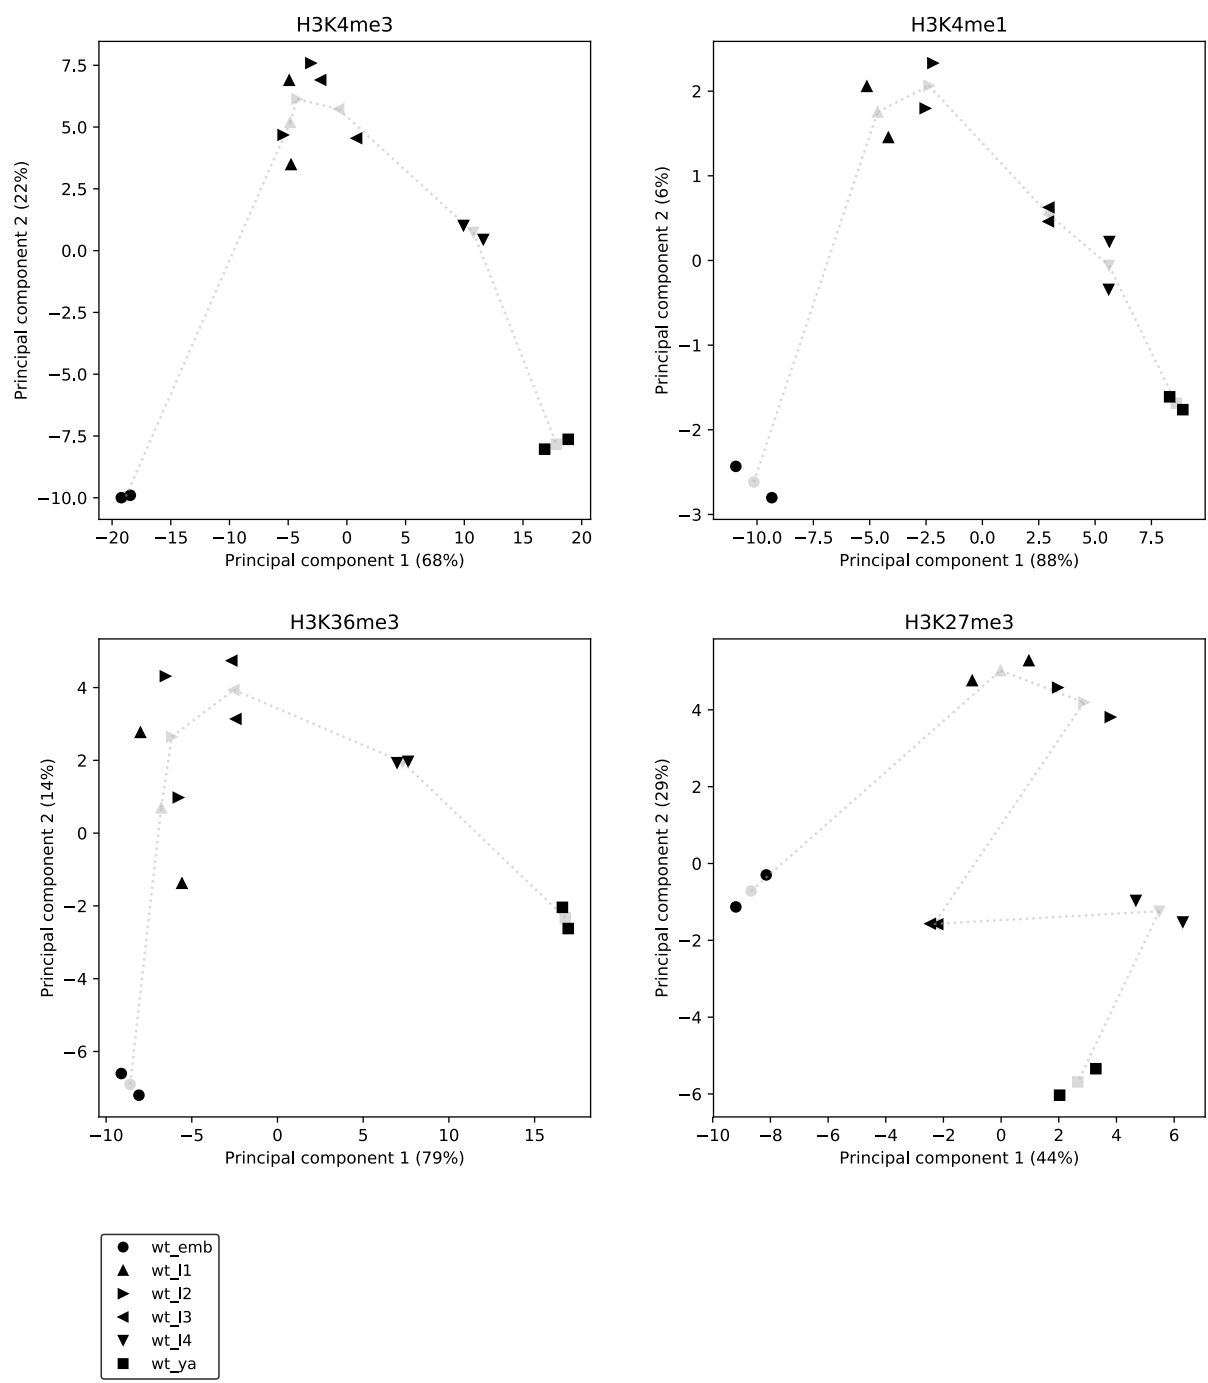 H3K4me3
7.5
5.0
2.5
0.0
−2.5
−5.0
−7.5
−10.0
Principal component 2 (22%)
−20 −15 −10 −5 0 5 10 15 20
Principal component 1 (68%)
H3K4me1
2
1
0
−1
−2
−3
Principal component 2 (6%)
−10.0 −7.5 −5.0 −2.5 0.0 2.5 5.0 7.5
Principal component 1 (88%)
H3K36me3
4
2
0
−2
−4
−6
Principal component 2 (14%)
−10 −5 0 5 10 15
Principal component 1 (79%)
H3K27me3
4
2
0
−2
−4
−6
Principal component 2 (29%)
−10 −8 −6 −4 −2 0 2 4 6
Principal component 1 (44%)
wt_emb
wt_l1
wt_l2
wt_l3
wt_l4
wt_ya